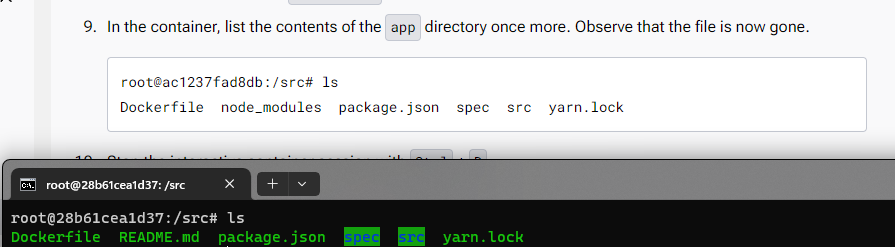 9. In the container, list the contents of the app directory once more. Observe that the file is now gone.
root@ac1237fad8db:/src# ls
Dockerfile  node_modules  package.json  spec  src  yarn.lock
root@28b61cea1d37: /src
root@28b61cea1d37:/src# ls
Dockerfile  README.md  package.json  spec  src  yarn.lock